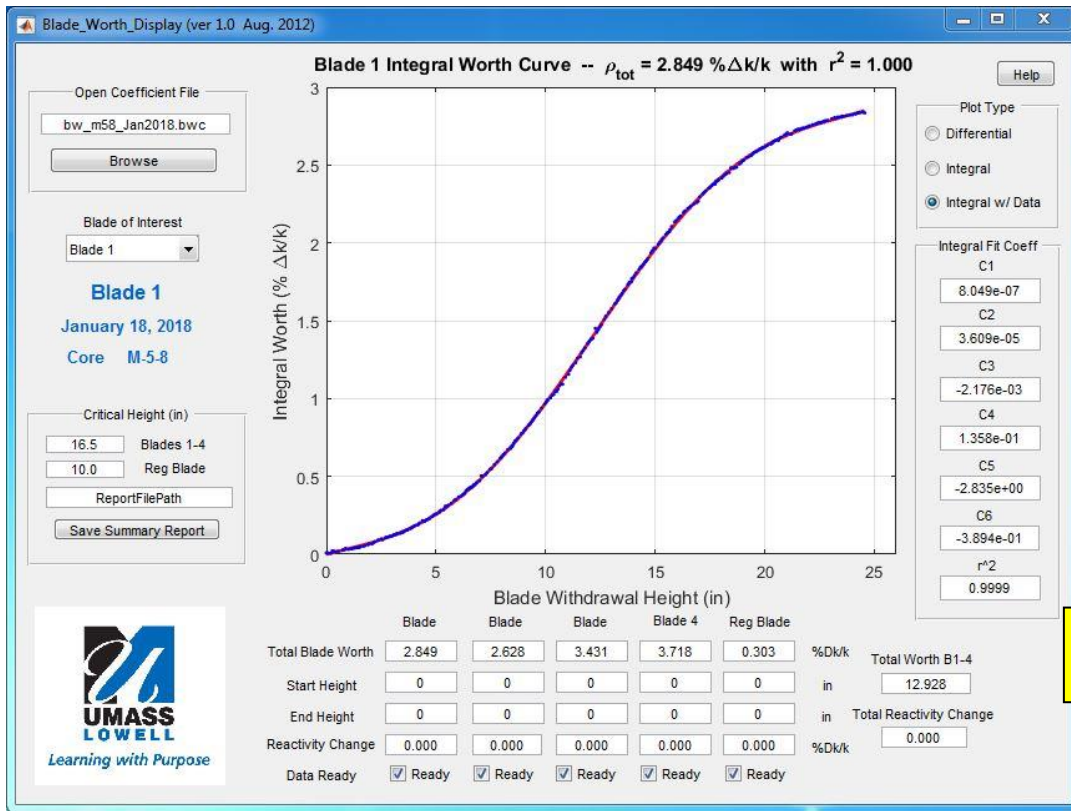 Blade_Worth_Display (ver 1.0 Aug. 2012)
Blade 1 Integral Worth Curve -- ρtot = 2.849 %Δk/k with r² = 1.000
Help
Open Coefficient File
bw_m58_Jan2018.bwc
Browse
Blade of Interest
Blade 1
Blade 1
January 18, 2018
Core M-5-8
Critical Height (in)
16.5 Blades 1-4
10.0 Reg Blade
ReportFilePath
Save Summary Report
UMASS
LOWELL
Learning with Purpose
Integral Worth (% Δk/k)
3
2.5
2
1.5
1
0.5
0
0 5 10 15 20 25
Blade Withdrawal Height (in)
Plot Type
Differential
Integral
Integral w/ Data
Integral Fit Coeff
C1
8.049e-07
C2
3.609e-05
C3
-2.176e-03
C4
1.358e-01
C5
-2.835e+00
C6
-3.894e-01
r^2
0.9999
Blade Blade Blade Blade 4 Reg Blade
Total Blade Worth 2.849 2.628 3.431 3.718 0.303 %Dk/k
Start Height 0 0 0 0 0 in
End Height 0 0 0 0 0 in
Reactivity Change 0.000 0.000 0.000 0.000 0.000 %Dk/k
Data Ready Ready Ready Ready Ready Ready
Total Worth B1-4
12.928
Total Reactivity Change
0.000